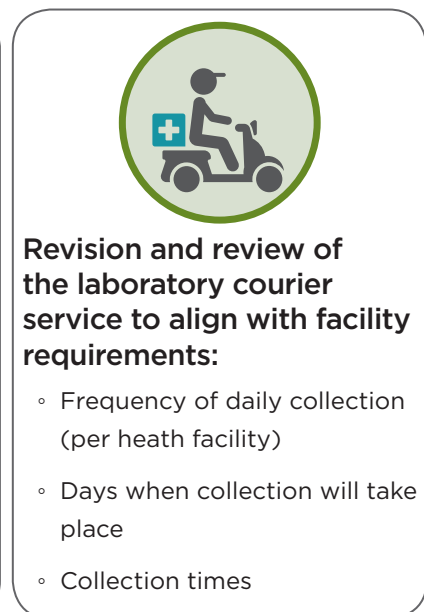 Revision and review of
the laboratory courier
service to align with facility
requirements:
◦ Frequency of daily collection
(per heath facility)
◦ Days when collection will take
place
◦ Collection times